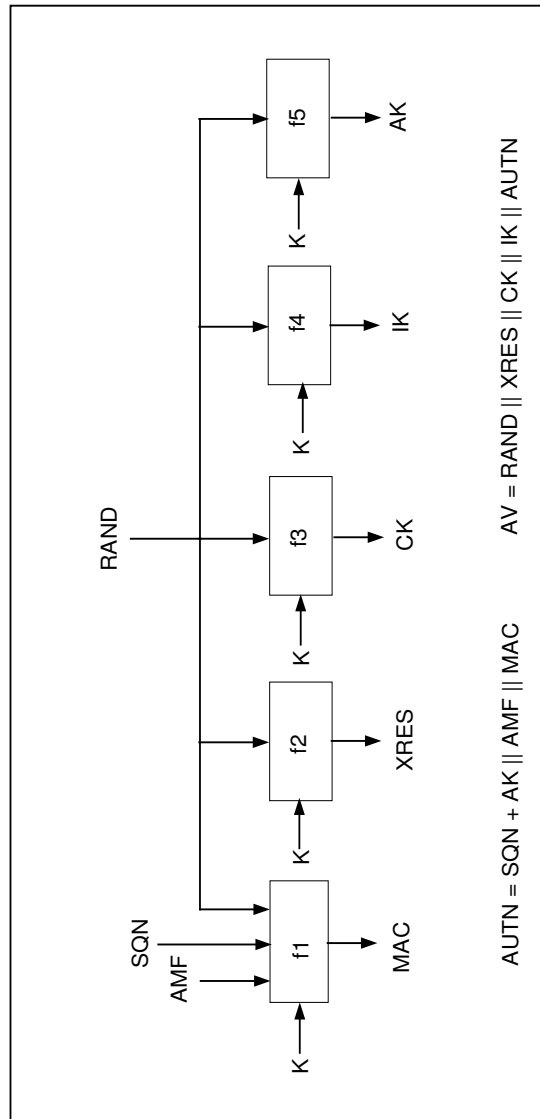 RAND
SQN
AMF
K
f1
K
f2
K
f3
K
f4
K
f5
MAC
XRES
CK
IK
AK
AUTN = SQN + AK || AMF || MAC
AV = RAND || XRES || CK || IK || AUTN